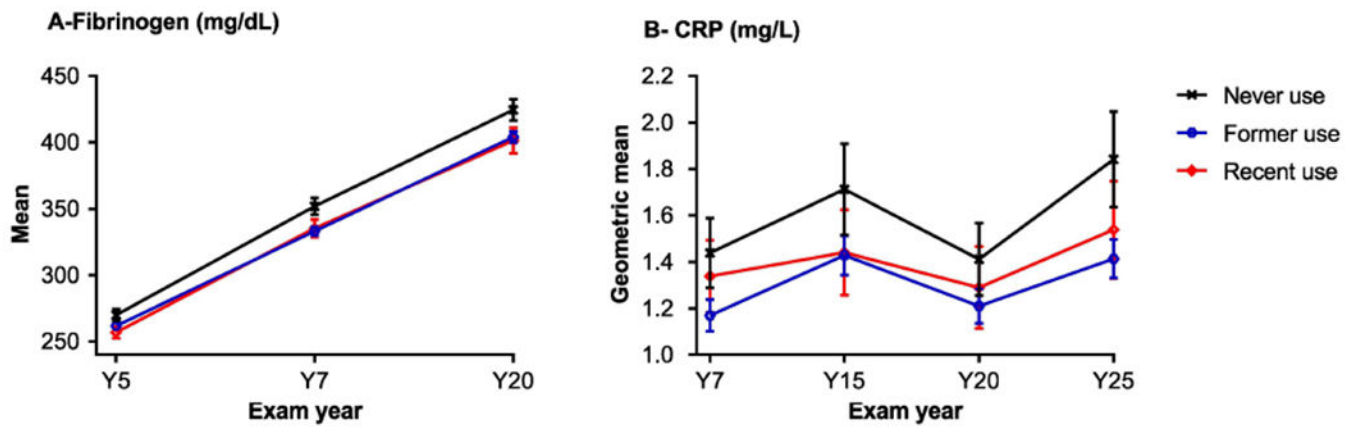 A-Fibrinogen (mg/dL)
450
400
350
300
250
Mean
Y5
Y7
Y20
Exam year
B- CRP (mg/L)
2.2
2.0
1.8
1.6
1.4
1.2
1.0
Geometric mean
Y7
Y15
Y20
Y25
Exam year
Never use
Former use
Recent use